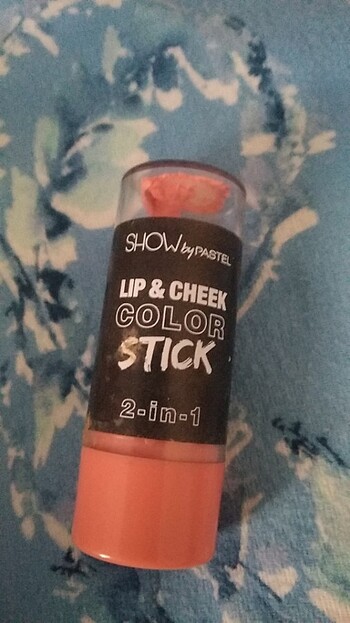 SHOW by PASTEL
LIP & CHEEK
COLOR
STICK
2-in-1